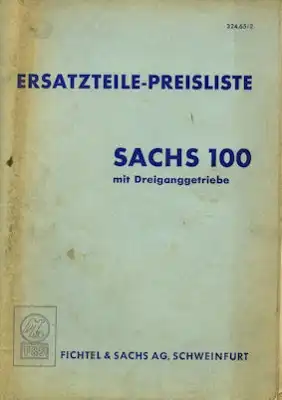 324.65/2
ERSATZTEILE-PREISLISTE
SACHS 100
mit Dreiganggetriebe
F&S
FICHTEL & SACHS AG, SCHWEINFURT